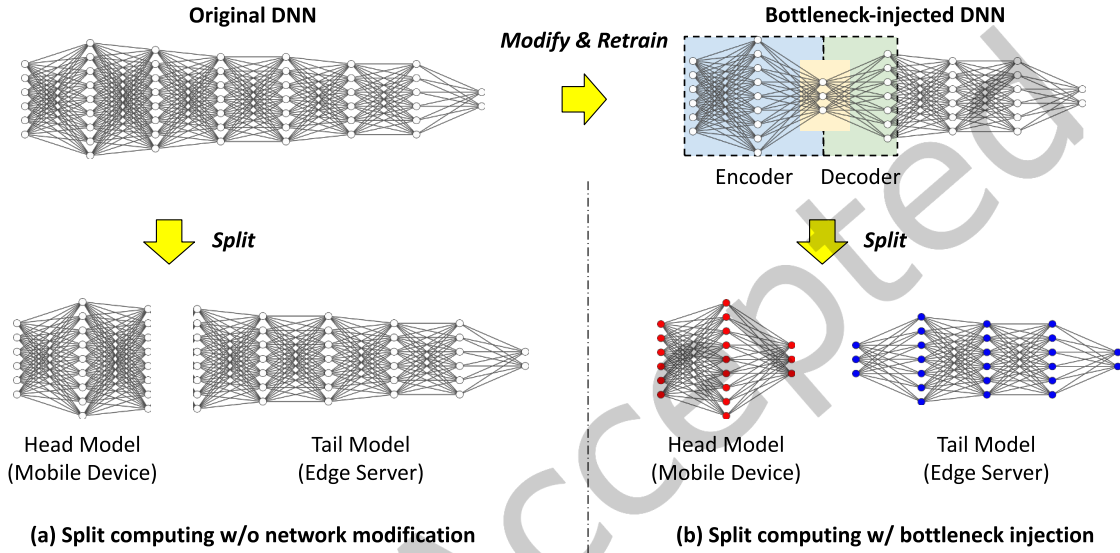 Original DNN
Bottleneck-injected DNN
Modify & Retrain
Encoder
Decoder
Split
Split
Head Model
(Mobile Device)
Tail Model
(Edge Server)
Head Model
(Mobile Device)
Tail Model
(Edge Server)
(a) Split computing w/o network modification
(b) Split computing w/ bottleneck injection
Accepted